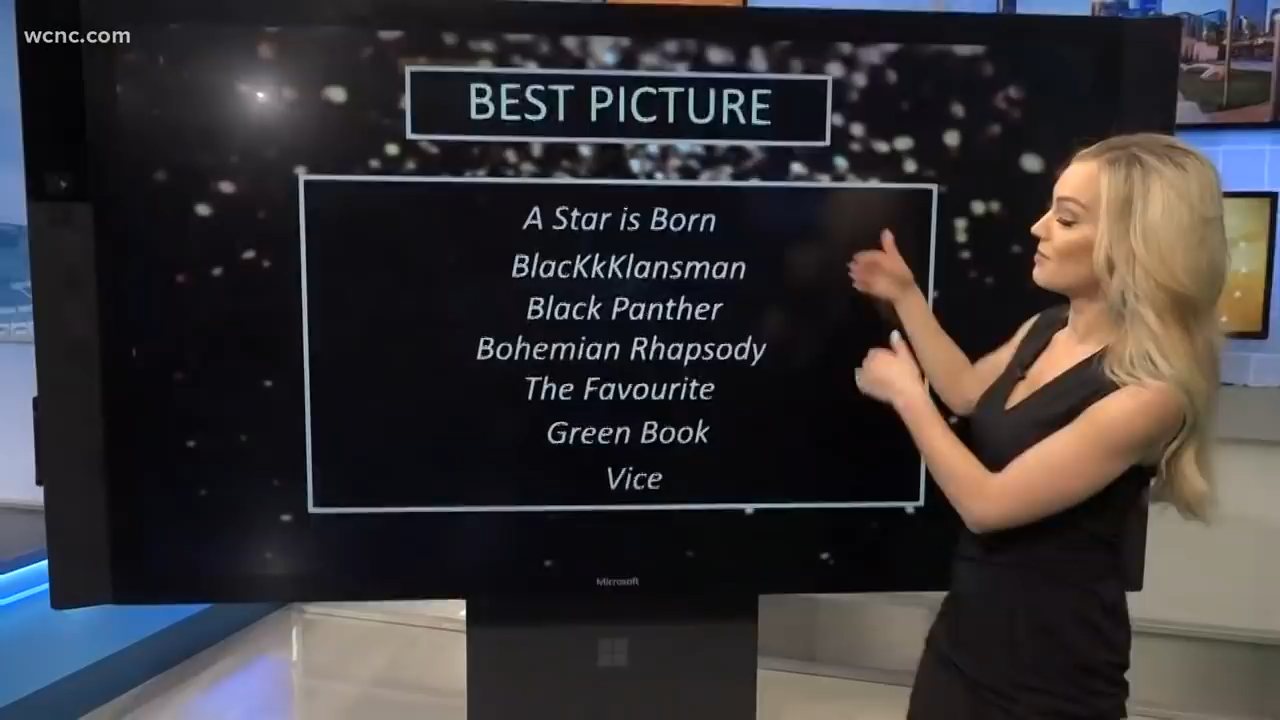 wcnc.com
BEST PICTURE
A Star is Born
BlacKkKlansman
Black Panther
Bohemian Rhapsody
The Favourite
Green Book
Vice
Microsoft